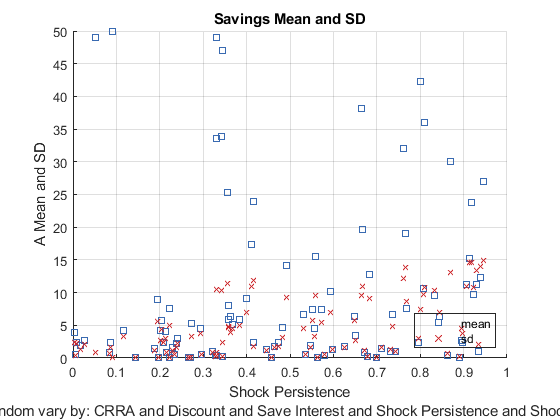 Savings Mean and SD
50
45
40
35
30
25
20
15
10
5
0
A Mean and SD
mean
sd
0 0.1 0.2 0.3 0.4 0.5 0.6 0.7 0.8 0.9 1
Shock Persistence
ndom vary by: CRRA and Discount and Save Interest and Shock Persistence and Sho